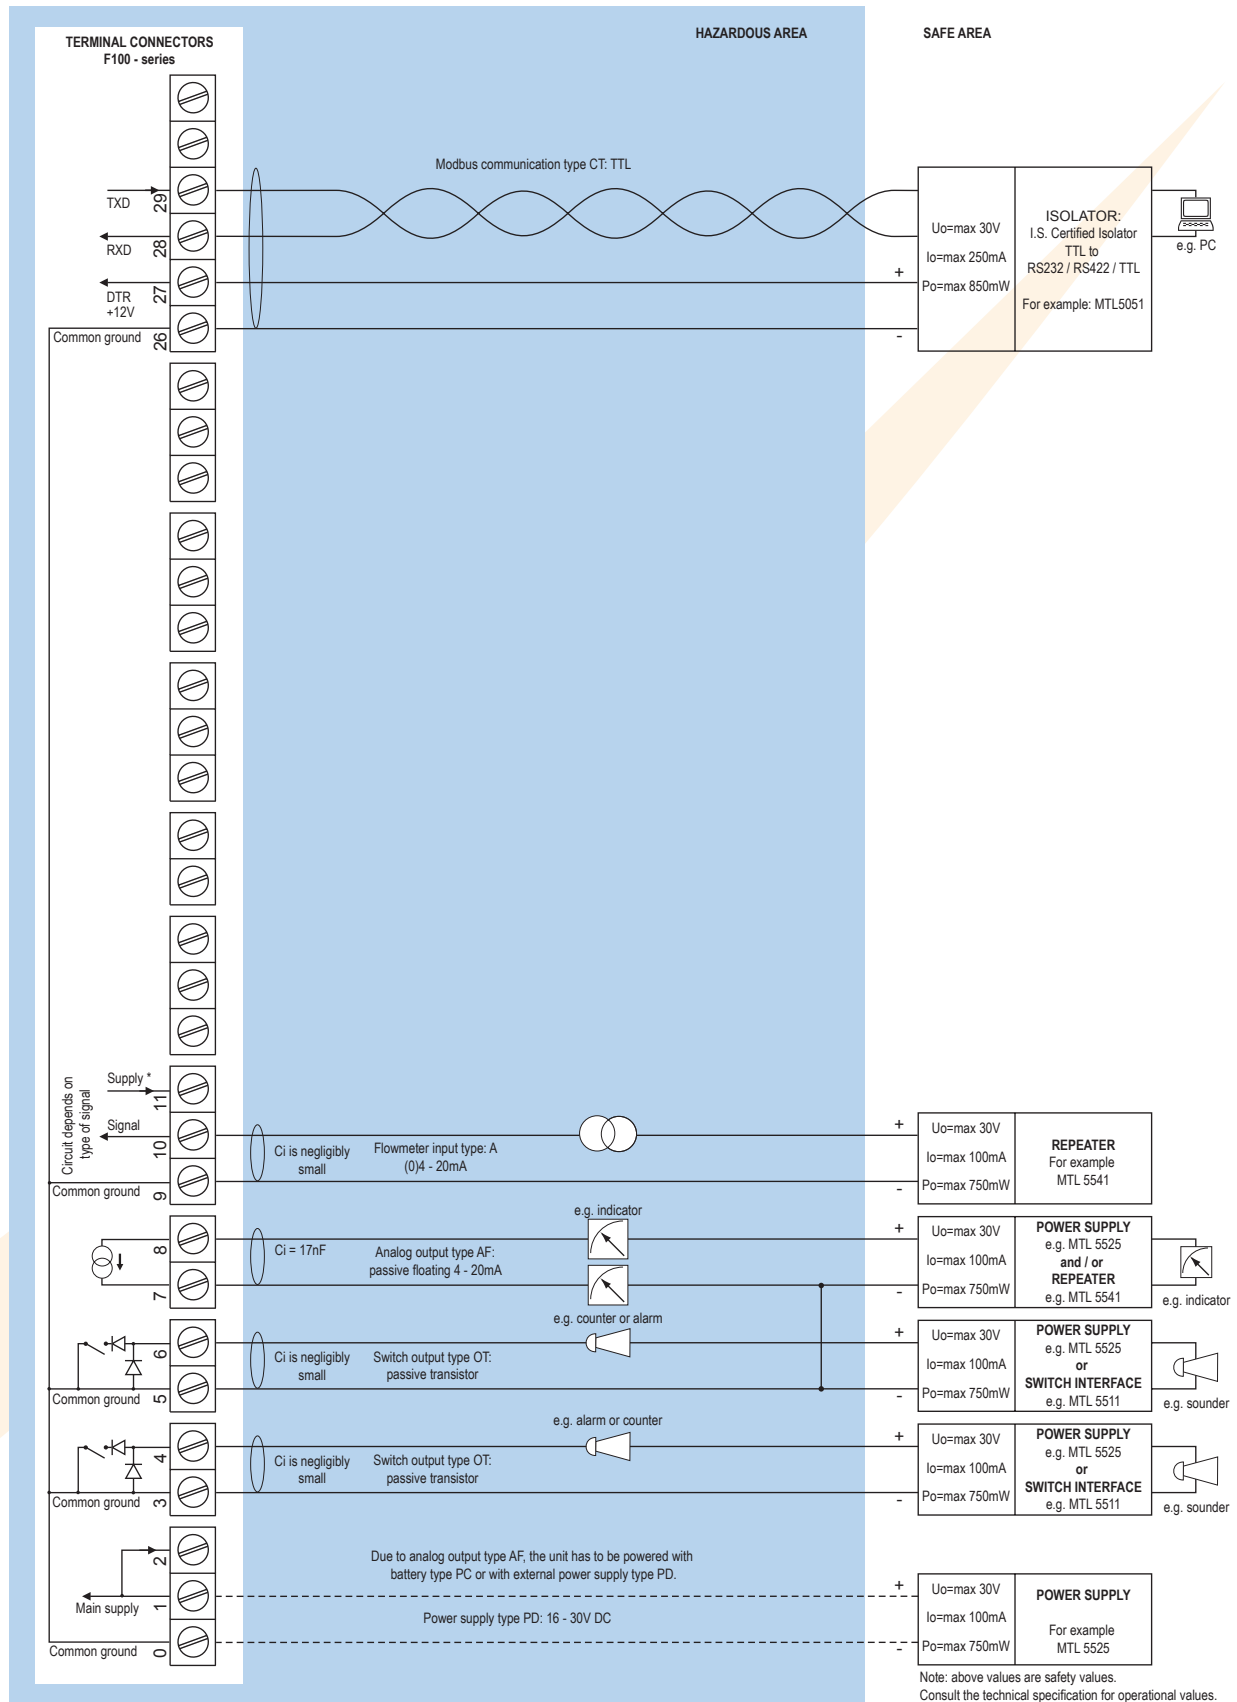 TERMINAL CONNECTORS
F100 - series
HAZARDOUS AREA
SAFE AREA
Modbus communication type CT: TTL
TXD
29
RXD
28
DTR
+12V
27
Common ground
26
+
-
Uo=max 30V
Io=max 250mA
Po=max 850mW
ISOLATOR:
I.S. Certified Isolator
TTL to
RS232 / RS422 / TTL
For example: MTL5051
e.g. PC
Circuit depends on
type of signal
Supply *
11
Signal
10
Common ground
9
Ci is negligibly
small
Flowmeter input type: A
(0)4 - 20mA
+
-
Uo=max 30V
Io=max 100mA
Po=max 750mW
REPEATER
For example
MTL 5541
8
7
Ci = 17nF
Analog output type AF:
passive floating 4 - 20mA
e.g. indicator
+
-
Uo=max 30V
Io=max 100mA
Po=max 750mW
POWER SUPPLY
e.g. MTL 5525
and / or
REPEATER
e.g. MTL 5541
e.g. indicator
6
Common ground
5
Ci is negligibly
small
Switch output type OT:
passive transistor
e.g. counter or alarm
+
-
Uo=max 30V
Io=max 100mA
Po=max 750mW
POWER SUPPLY
e.g. MTL 5525
or
SWITCH INTERFACE
e.g. MTL 5511
e.g. sounder
4
Common ground
3
Ci is negligibly
small
Switch output type OT:
passive transistor
e.g. alarm or counter
+
-
Uo=max 30V
Io=max 100mA
Po=max 750mW
POWER SUPPLY
e.g. MTL 5525
or
SWITCH INTERFACE
e.g. MTL 5511
e.g. sounder
2
Main supply
1
Common ground
0
Due to analog output type AF, the unit has to be powered with
battery type PC or with external power supply type PD.
Power supply type PD: 16 - 30V DC
+
-
Uo=max 30V
Io=max 100mA
Po=max 750mW
POWER SUPPLY
For example
MTL 5525
Note: above values are safety values.
Consult the technical specification for operational values.